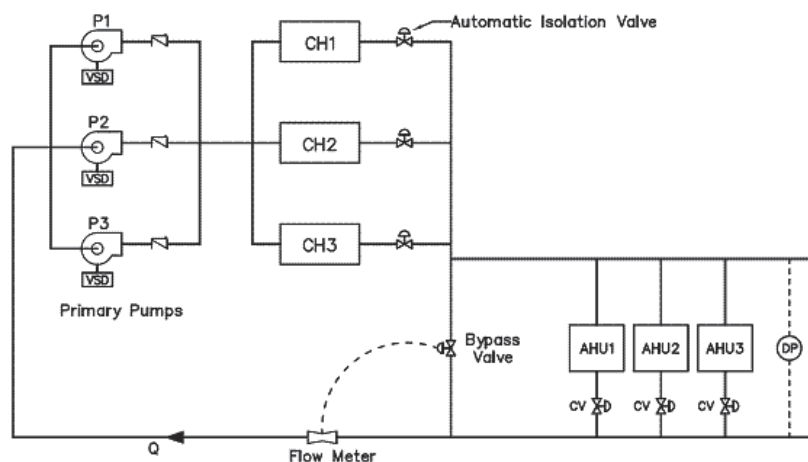 P1
VSD
P2
VSD
P3
VSD
Primary Pumps
CH1
CH2
CH3
Automatic Isolation Valve
Bypass
Valve
AHU1
AHU2
AHU3
DP
CV
CV
CV
Q
Flow Meter